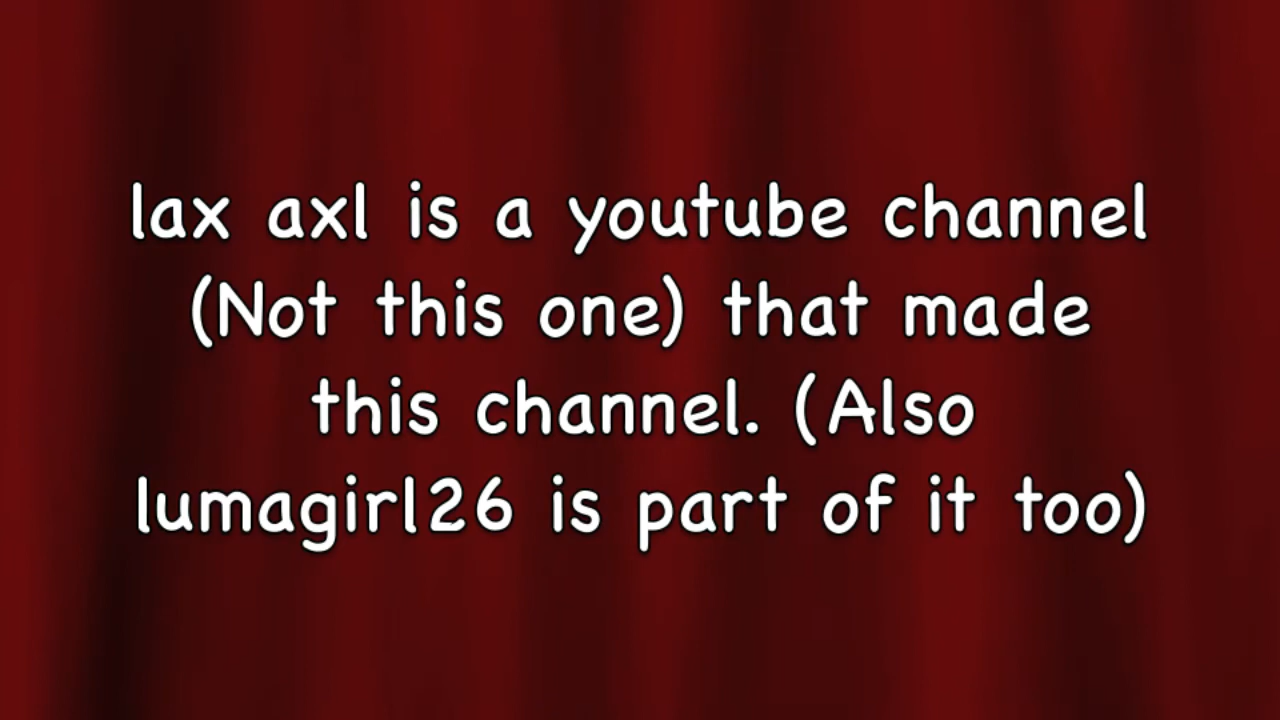 lax axl is a youtube channel
(Not this one) that made
this channel. (Also
lumagirl26 is part of it too)